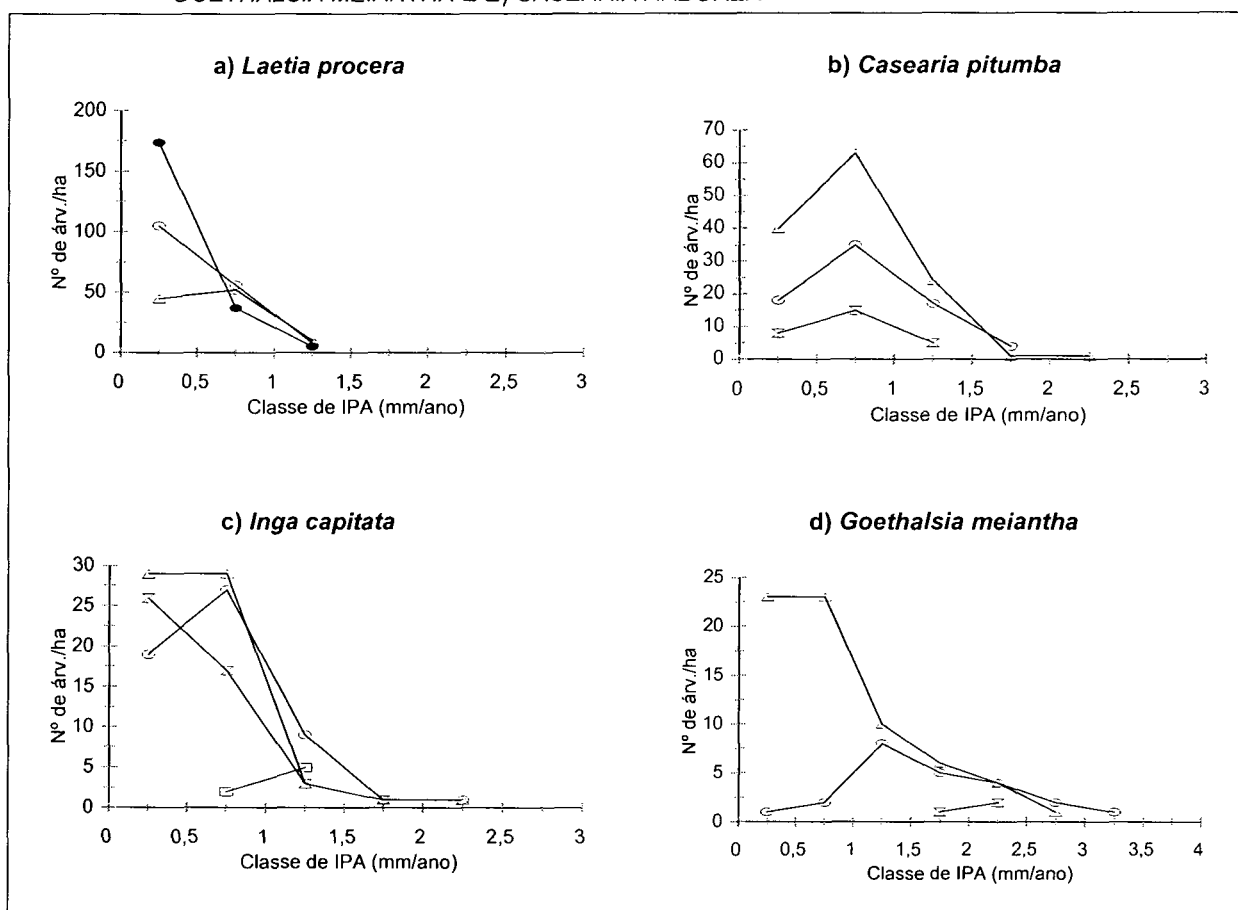 a) Laetia procera
200
150
100
50
0
Nº de árv./ha
0 0,5 1 1,5 2 2,5 3
Classe de IPA (mm/ano)
b) Casearia pitumba
70
60
50
40
30
20
10
0
Nº de árv./ha
0 0,5 1 1,5 2 2,5 3
Classe de IPA (mm/ano)
c) Inga capitata
30
25
20
15
10
5
0
Nº de árv./ha
0 0,5 1 1,5 2 2,5 3
Classe de IPA (mm/ano)
d) Goethalsia meiantha
25
20
15
10
5
0
Nº de árv./ha
0 0,5 1 1,5 2 2,5 3 3,5 4
Classe de IPA (mm/ano)